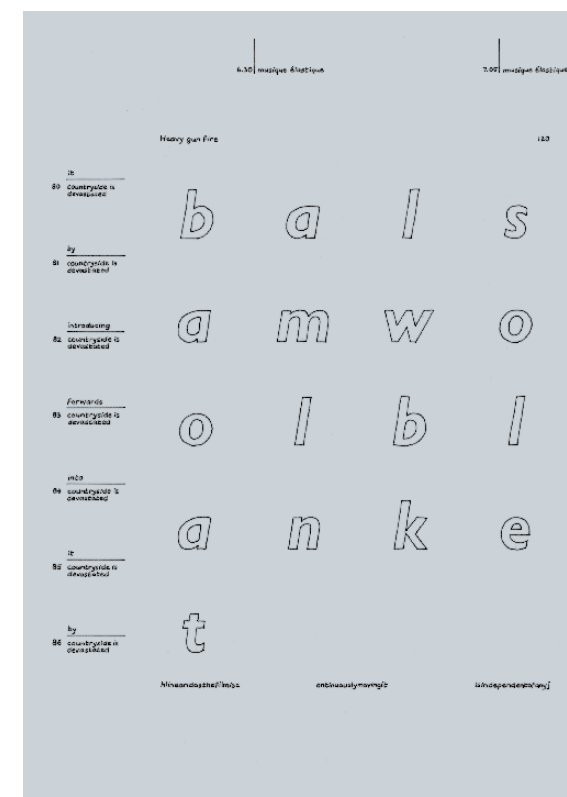 6.30 musique élastique
7.05 musique élastique
Heavy gun fire
120
it
80 countryside is
devastated
by
81 countryside is
devastated
introducing
82 countryside is
devastated
forwards
83 countryside is
devastated
into
84 countryside is
devastated
it
85 countryside is
devastated
by
86 countryside is
devastated
b a l s
a m w o
o l b l
a n k e
t
ontinuouslymovingit